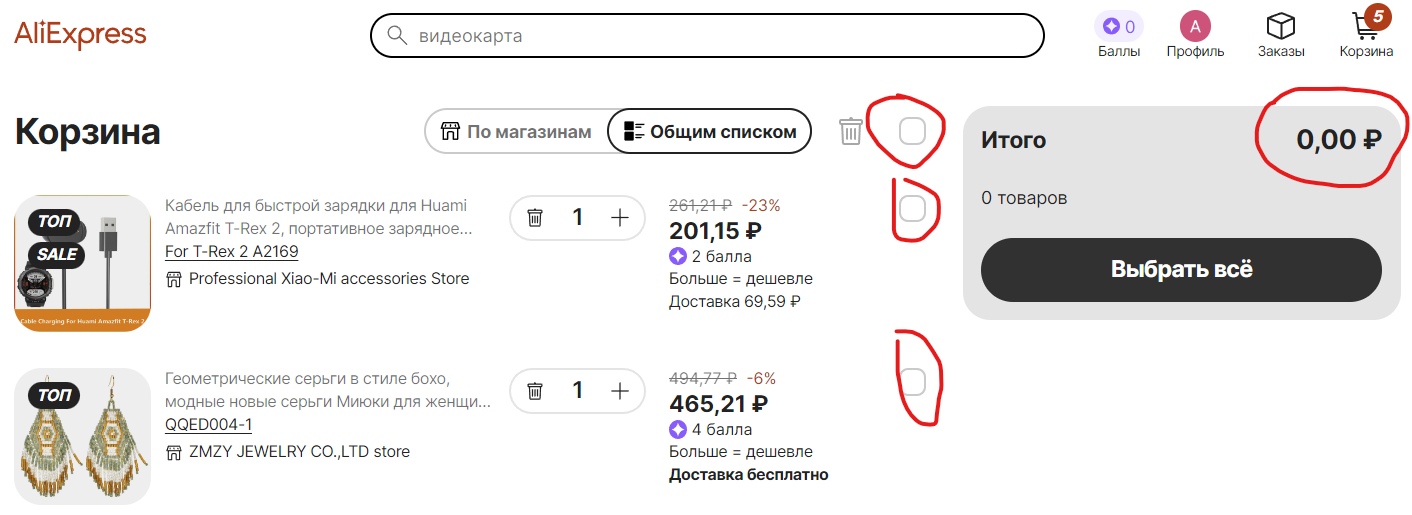 AliExpress
видеокарта
0
Баллы
А
Профиль
Заказы
5
Корзина
Корзина
По магазинам
Общим списком
Итого
0,00 ₽
0 товаров
Выбрать всё
ТОП
SALE
Cable Charging For Huami Amazfit T-Rex 2
Кабель для быстрой зарядки для Huami
Amazfit T-Rex 2, портативное зарядное...
For T-Rex 2 A2169
Professional Xiao-Mi accessories Store
1
261,21 ₽ -23%
201,15 ₽
2 балла
Больше = дешевле
Доставка 69,59 ₽
ТОП
Геометрические серьги в стиле бохо,
модные новые серьги Миюки для женщи...
QQED004-1
ZMZY JEWELRY CO.,LTD store
1
494,77 ₽ -6%
465,21 ₽
4 балла
Больше = дешевле
Доставка бесплатно